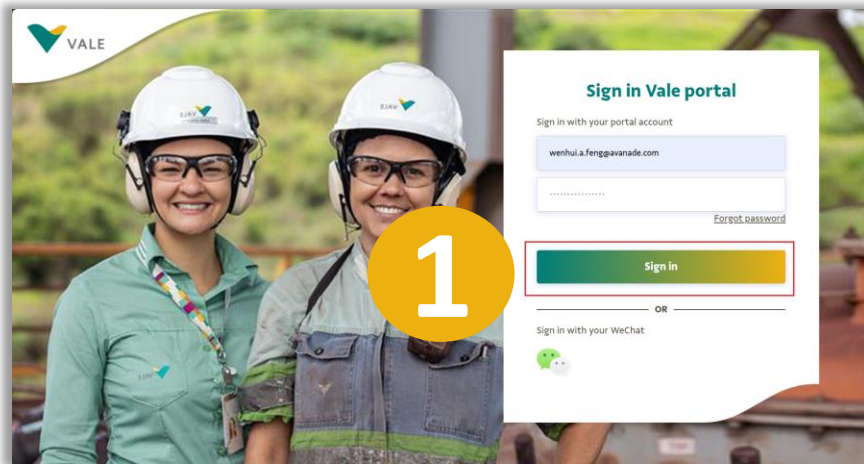 VALE
Sign in Vale portal
Sign in with your portal account
wenhui.a.feng@avanade.com
Forgot password
Sign in
OR
Sign in with your WeChat
1